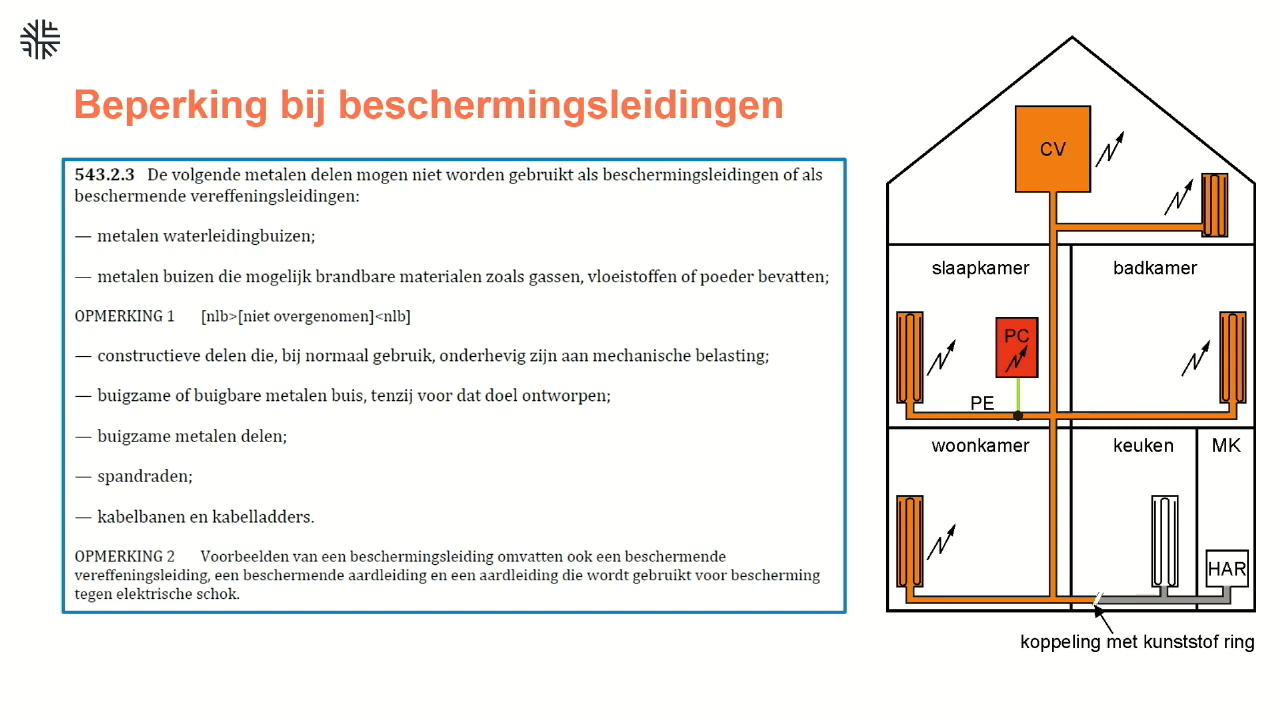 Beperking bij beschermingsleidingen
543.2.3 De volgende metalen delen mogen niet worden gebruikt als beschermingsleidingen of als
beschermende vereffeningsleidingen:
— metalen waterleidingbuizen;
— metalen buizen die mogelijk brandbare materialen zoals gassen, vloeistoffen of poeder bevatten;
OPMERKING 1 [nlb>[niet overgenomen]<nlb]
— constructieve delen die, bij normaal gebruik, onderhevig zijn aan mechanische belasting;
— buigzame of buigbare metalen buis, tenzij voor dat doel ontworpen;
— buigzame metalen delen;
— spandraden;
— kabelbanen en kabelladders.
OPMERKING 2 Voorbeelden van een beschermingsleiding omvatten ook een beschermende
vereffeningsleiding, een beschermende aardleiding en een aardleiding die wordt gebruikt voor bescherming
tegen elektrische schok.
CV
slaapkamer
badkamer
PC
PE
woonkamer
keuken
MK
HAR
koppeling met kunststof ring